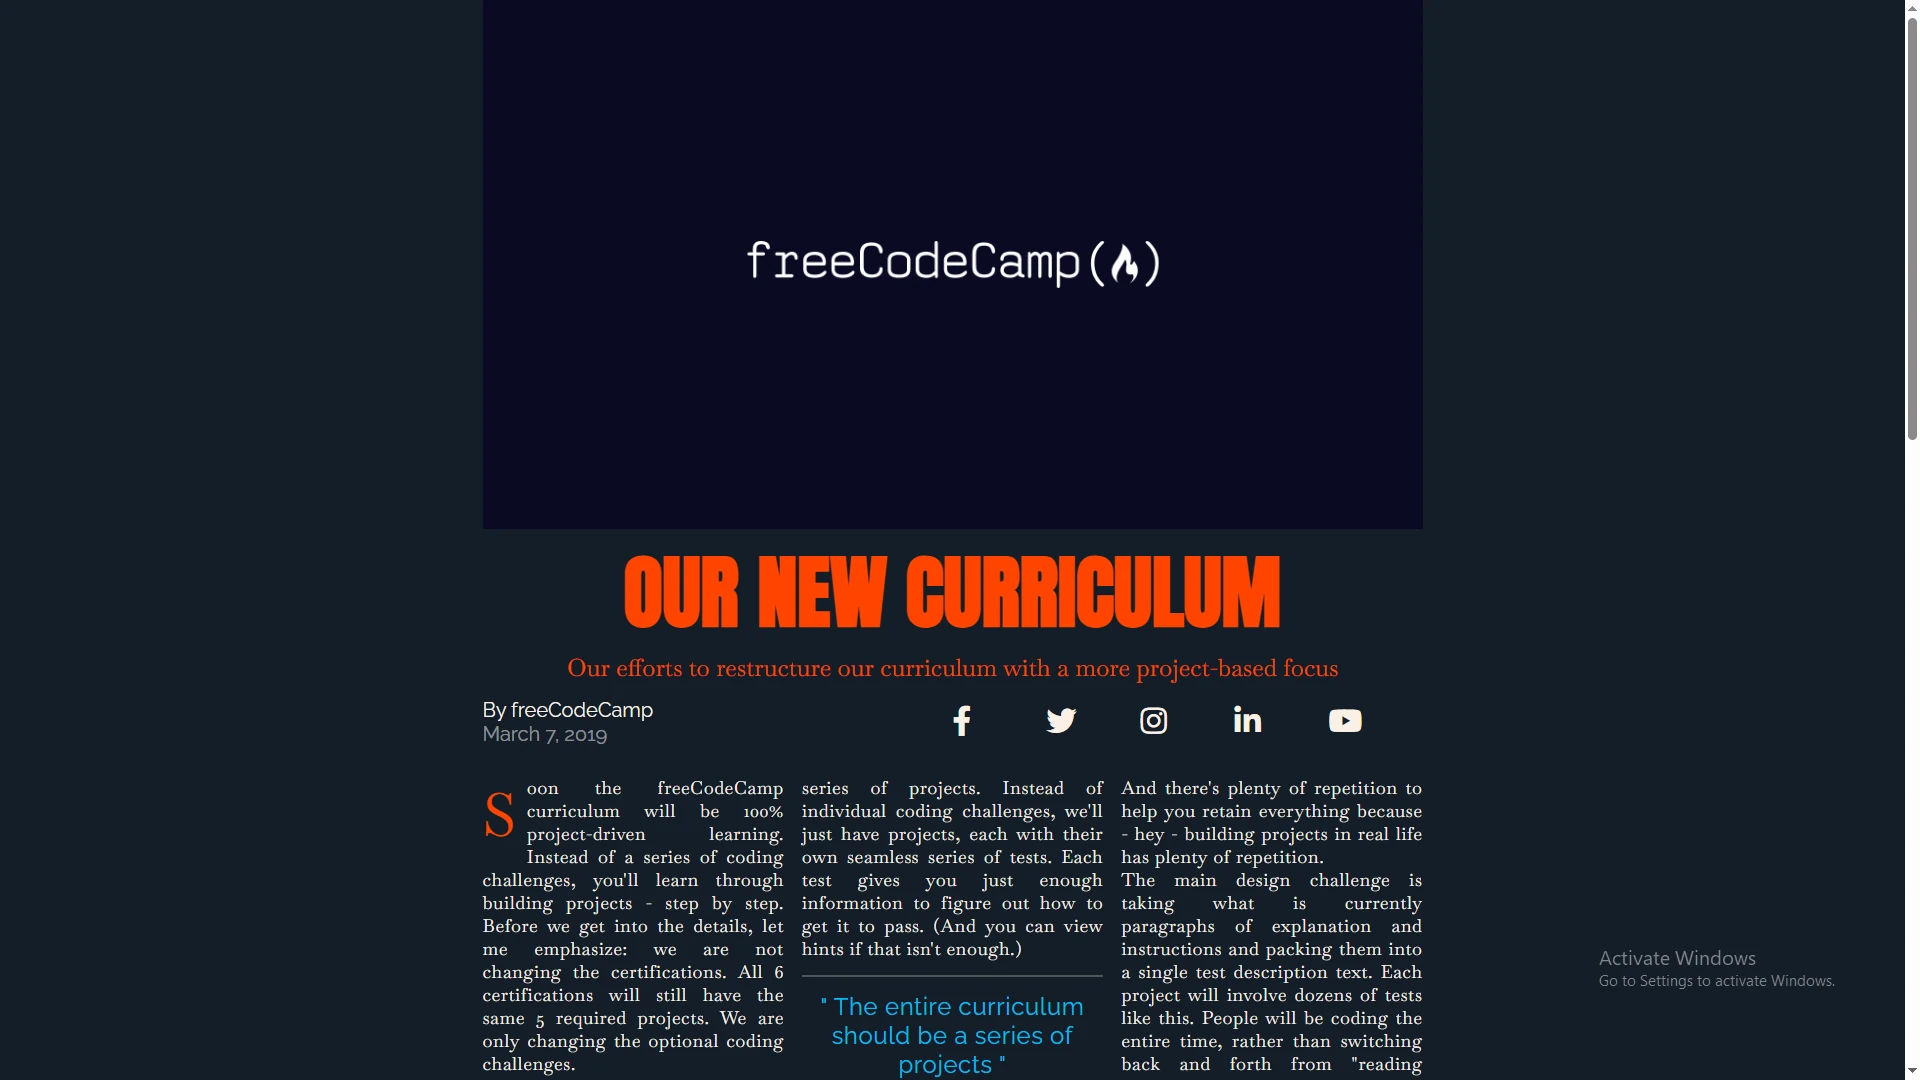 freeCodeCamp()
OUR NEW CURRICULUM
Our efforts to restructure our curriculum with a more project-based focus
By freeCodeCamp
March 7, 2019
Soon the freeCodeCamp
curriculum will be 100%
project-driven learning.
Instead of a series of coding
challenges, you'll learn through
building projects - step by step.
Before we get into the details, let
me emphasize: we are not
changing the certifications. All 6
certifications will still have the
same 5 required projects. We are
only changing the optional coding
challenges.
series of projects. Instead of
individual coding challenges, we'll
just have projects, each with their
own seamless series of tests. Each
test gives you just enough
information to figure out how to
get it to pass. (And you can view
hints if that isn't enough.)
" The entire curriculum
should be a series of
projects "
And there's plenty of repetition to
help you retain everything because
- hey - building projects in real life
has plenty of repetition.
The main design challenge is
taking what is currently
paragraphs of explanation and
instructions and packing them into
a single test description text. Each
project will involve dozens of tests
like this. People will be coding the
entire time, rather than switching
back and forth from "reading
Activate Windows
Go to Settings to activate Windows.